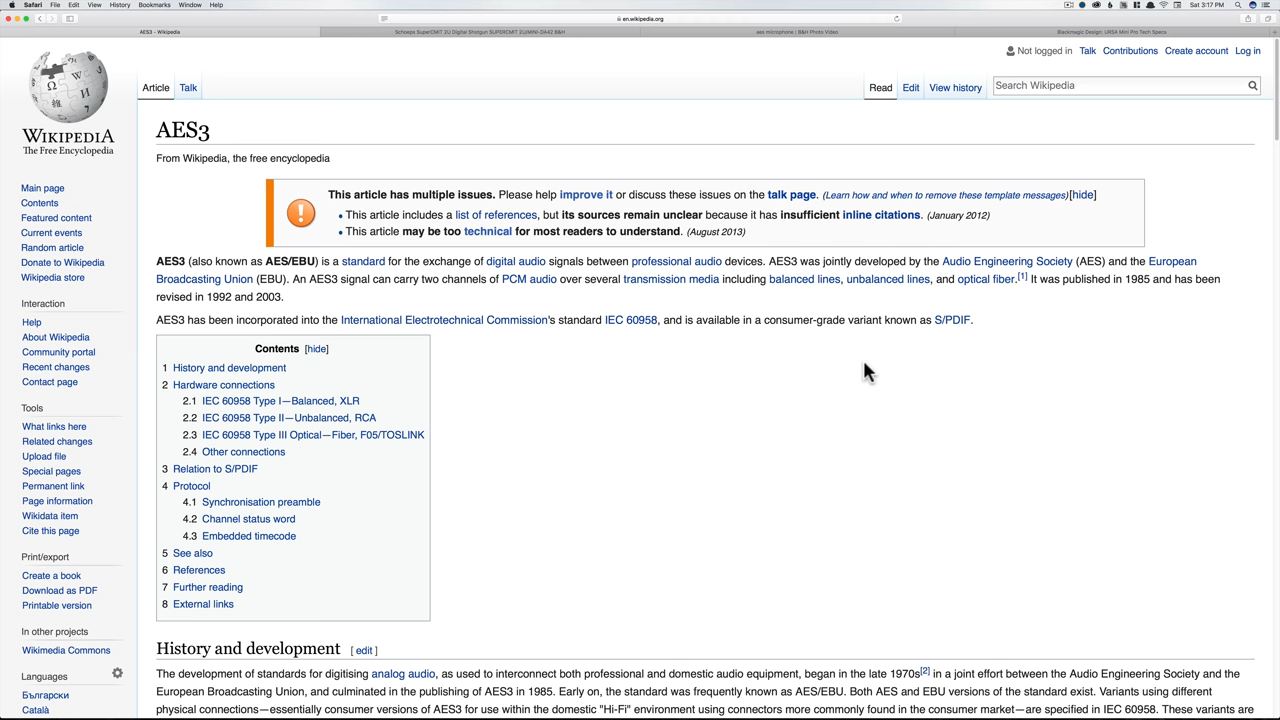 Safari File Edit View History Bookmarks Window Help
Sat 3:17 PM
en.wikipedia.org
AES3 - Wikipedia
Schoeps SuperCMIT 2U Digital Shotgun SUPERCMIT 2U/MINI-DA42 B&H
aes microphone | B&H Photo Video
Blackmagic Design: URSA Mini Pro Tech Specs
Not logged in Talk Contributions Create account Log in
Article Talk
Read Edit View history
Search Wikipedia
WIKIPEDIA
The Free Encyclopedia
Main page
Contents
Featured content
Current events
Random article
Donate to Wikipedia
Wikipedia store
Interaction
Help
About Wikipedia
Community portal
Recent changes
Contact page
Tools
What links here
Related changes
Upload file
Special pages
Permanent link
Page information
Wikidata item
Cite this page
Print/export
Create a book
Download as PDF
Printable version
In other projects
Wikimedia Commons
Languages
Български
Català
AES3
From Wikipedia, the free encyclopedia
This article has multiple issues. Please help improve it or discuss these issues on the talk page. (Learn how and when to remove these template messages)[hide]
• This article includes a list of references, but its sources remain unclear because it has insufficient inline citations. (January 2012)
• This article may be too technical for most readers to understand. (August 2013)
AES3 (also known as AES/EBU) is a standard for the exchange of digital audio signals between professional audio devices. AES3 was jointly developed by the Audio Engineering Society (AES) and the European
Broadcasting Union (EBU). An AES3 signal can carry two channels of PCM audio over several transmission media including balanced lines, unbalanced lines, and optical fiber.[1] It was published in 1985 and has been
revised in 1992 and 2003.
AES3 has been incorporated into the International Electrotechnical Commission's standard IEC 60958, and is available in a consumer-grade variant known as S/PDIF.
Contents [hide]
1 History and development
2 Hardware connections
2.1 IEC 60958 Type I—Balanced, XLR
2.2 IEC 60958 Type II—Unbalanced, RCA
2.3 IEC 60958 Type III Optical—Fiber, F05/TOSLINK
2.4 Other connections
3 Relation to S/PDIF
4 Protocol
4.1 Synchronisation preamble
4.2 Channel status word
4.3 Embedded timecode
5 See also
6 References
7 Further reading
8 External links
History and development [ edit ]
The development of standards for digitising analog audio, as used to interconnect both professional and domestic audio equipment, began in the late 1970s[2] in a joint effort between the Audio Engineering Society and the
European Broadcasting Union, and culminated in the publishing of AES3 in 1985. Early on, the standard was frequently known as AES/EBU. Both AES and EBU versions of the standard exist. Variants using different
physical connections—essentially consumer versions of AES3 for use within the domestic "Hi-Fi" environment using connectors more commonly found in the consumer market—are specified in IEC 60958. These variants are